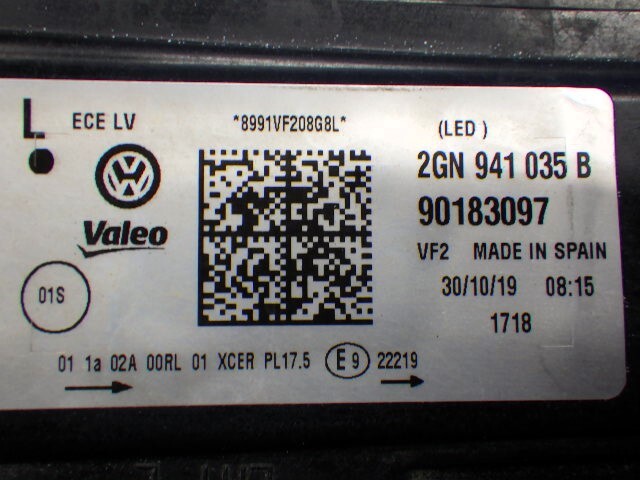 L
ECE LV
*8991VF208G8L*
(LED )
2GN 941 035 B
Valeo
90183097
VF2 MADE IN SPAIN
01S
30/10/19 08:15
1718
01 1a 02A 00RL 01 XCER PL17.5 E 9 22219